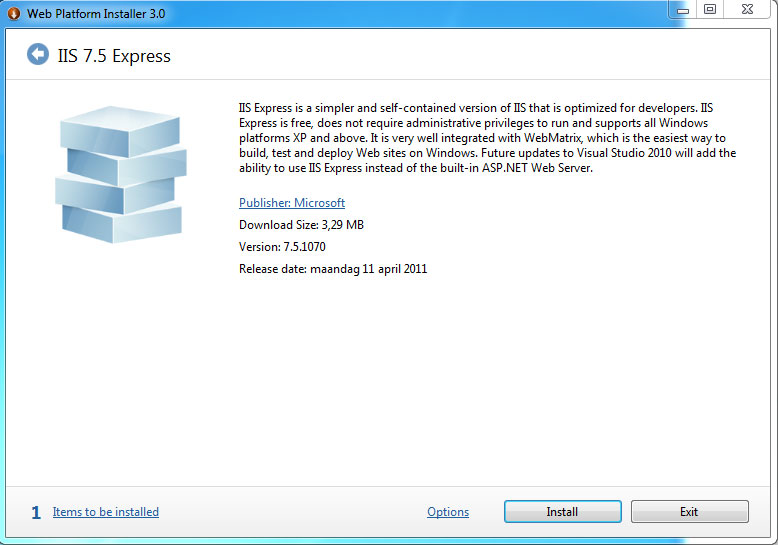 Web Platform Installer 3.0
IIS 7.5 Express
IIS Express is a simpler and self-contained version of IIS that is optimized for developers. IIS
Express is free, does not require administrative privileges to run and supports all Windows
platforms XP and above. It is very well integrated with WebMatrix, which is the easiest way to
build, test and deploy Web sites on Windows. Future updates to Visual Studio 2010 will add the
ability to use IIS Express instead of the built-in ASP.NET Web Server.
Publisher: Microsoft
Download Size: 3,29 MB
Version: 7.5.1070
Release date: maandag 11 april 2011
1 Items to be installed
Options
Install
Exit